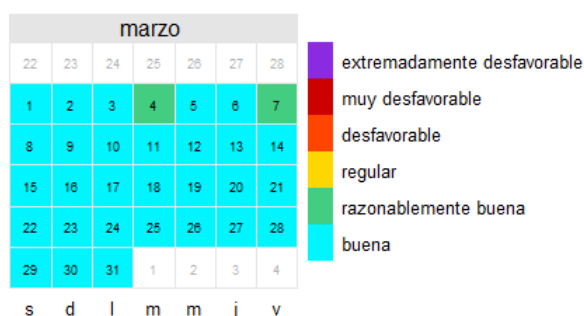 marzo
22 23 24 25 26 27 28
1 2 3 4 5 6 7
8 9 10 11 12 13 14
15 16 17 18 19 20 21
22 23 24 25 26 27 28
29 30 31 1 2 3 4
s d l m m j v
extremadamente desfavorable
muy desfavorable
desfavorable
regular
razonablemente buena
buena